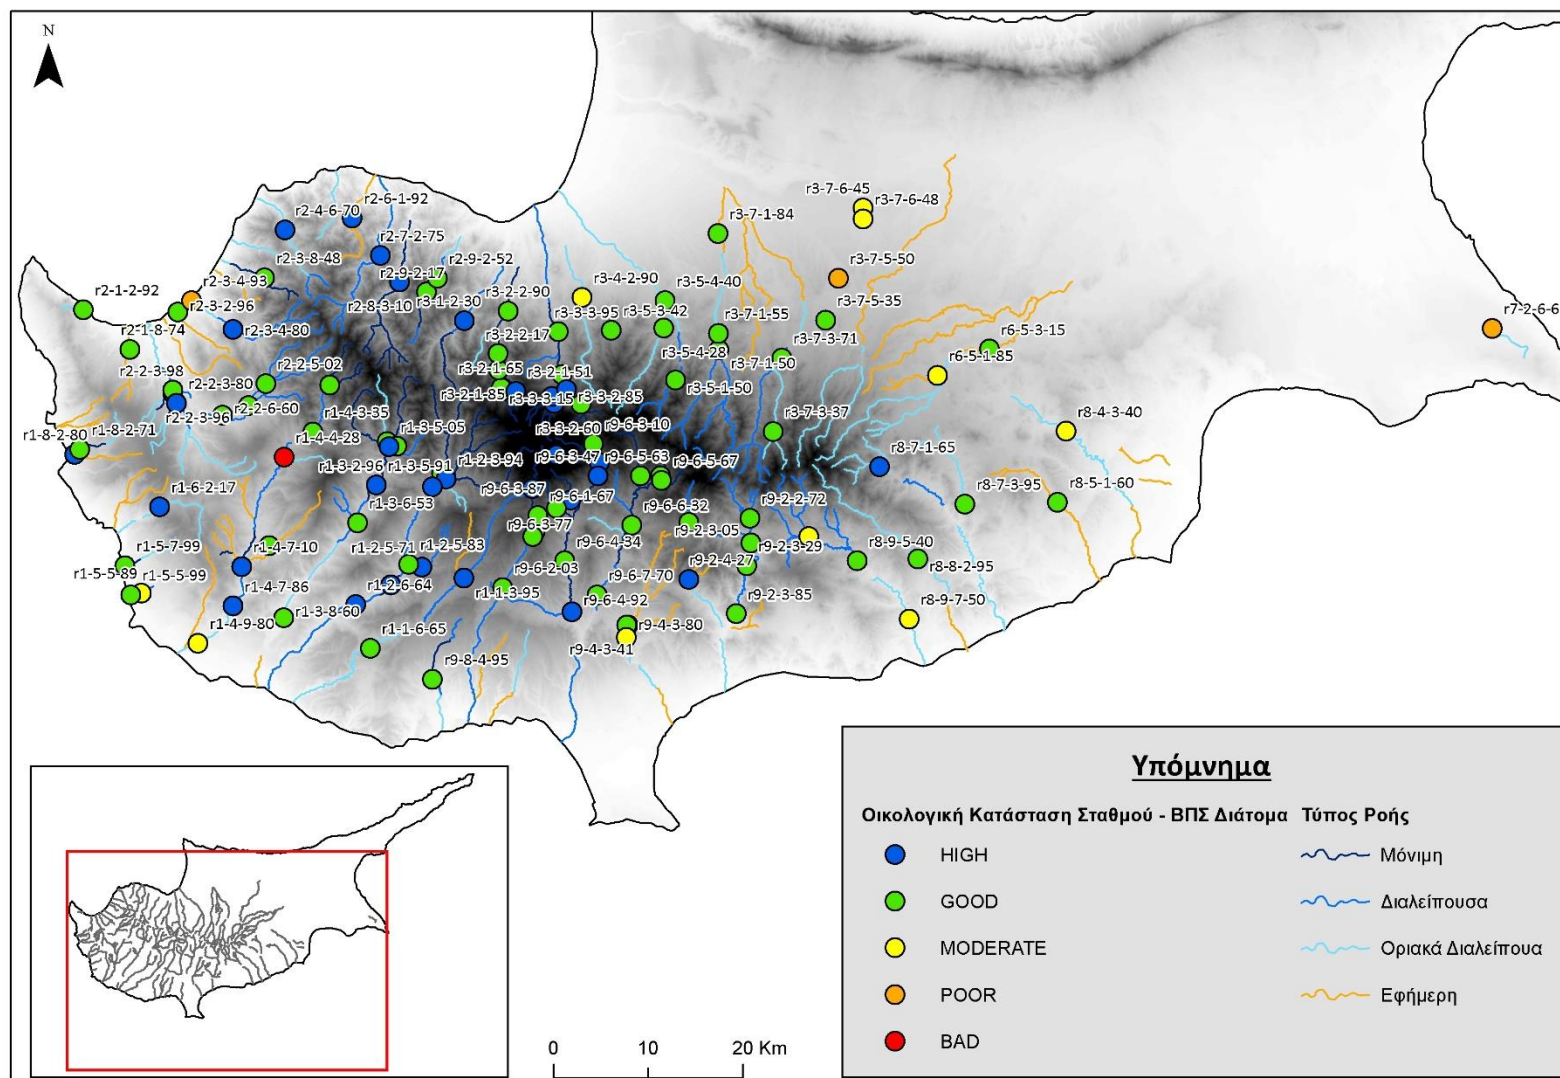 N
r2-6-1-92
r2-4-6-70
r3-7-6-45
r3-7-6-48
r3-7-1-84
r2-7-2-75
r2-3-8-48
r2-9-2-52
r2-9-2-17
r2-3-4-93
r3-7-5-50
r3-4-2-90
r3-5-4-40
r2-1-2-92
r2-3-2-96
r2-8-3-10
r3-1-2-30
r3-2-2-90
r3-3-3-95
r3-5-3-42
r3-7-5-35
r3-7-1-55
r7-2-6-6
r2-1-8-74
r2-3-4-80
r3-2-2-17
r3-7-3-71
r6-5-3-15
r3-5-4-28
r6-5-1-85
r2-2-3-98
r2-2-5-02
r3-2-1-65
r3-2-1-51
r3-7-1-50
r2-2-3-80
r3-2-1-85
r3-3-3-15
r3-3-2-85
r3-5-1-50
r2-2-3-96
r2-2-6-60
r1-4-3-35
r3-7-3-37
r8-4-3-40
r1-8-2-80
r1-8-2-71
r1-4-4-28
r1-3-5-05
r3-3-2-60
r9-6-3-10
r8-7-1-65
r1-3-2-96
r1-3-5-91
r1-2-3-94
r9-6-3-47
r9-6-5-63
r9-6-5-67
r1-6-2-17
r1-3-6-53
r9-6-3-87
r9-6-1-67
r9-2-2-72
r8-7-3-95
r8-5-1-60
r9-6-6-32
r9-6-3-77
r9-2-3-05
r1-5-7-99
r1-4-7-10
r1-2-5-71
r1-2-5-83
r9-6-4-34
r9-2-3-29
r8-9-5-40
r9-2-4-27
r8-8-2-95
r1-5-5-89
r1-5-5-99
r1-4-7-86
r1-2-6-64
r9-6-2-03
r9-6-7-70
r1-1-3-95
r9-2-3-85
r1-3-8-60
r9-6-4-92
r8-9-7-50
r1-4-9-80
r1-1-6-65
r9-4-3-80
r9-4-3-41
r9-8-4-95
Υπόμνημα
Οικολογική Κατάσταση Σταθμού - ΒΠΣ Διάτομα
HIGH
GOOD
MODERATE
POOR
BAD
Τύπος Ροής
Μόνιμη
Διαλείπουσα
Οριακά Διαλείπουα
Εφήμερη
0 10 20 Km